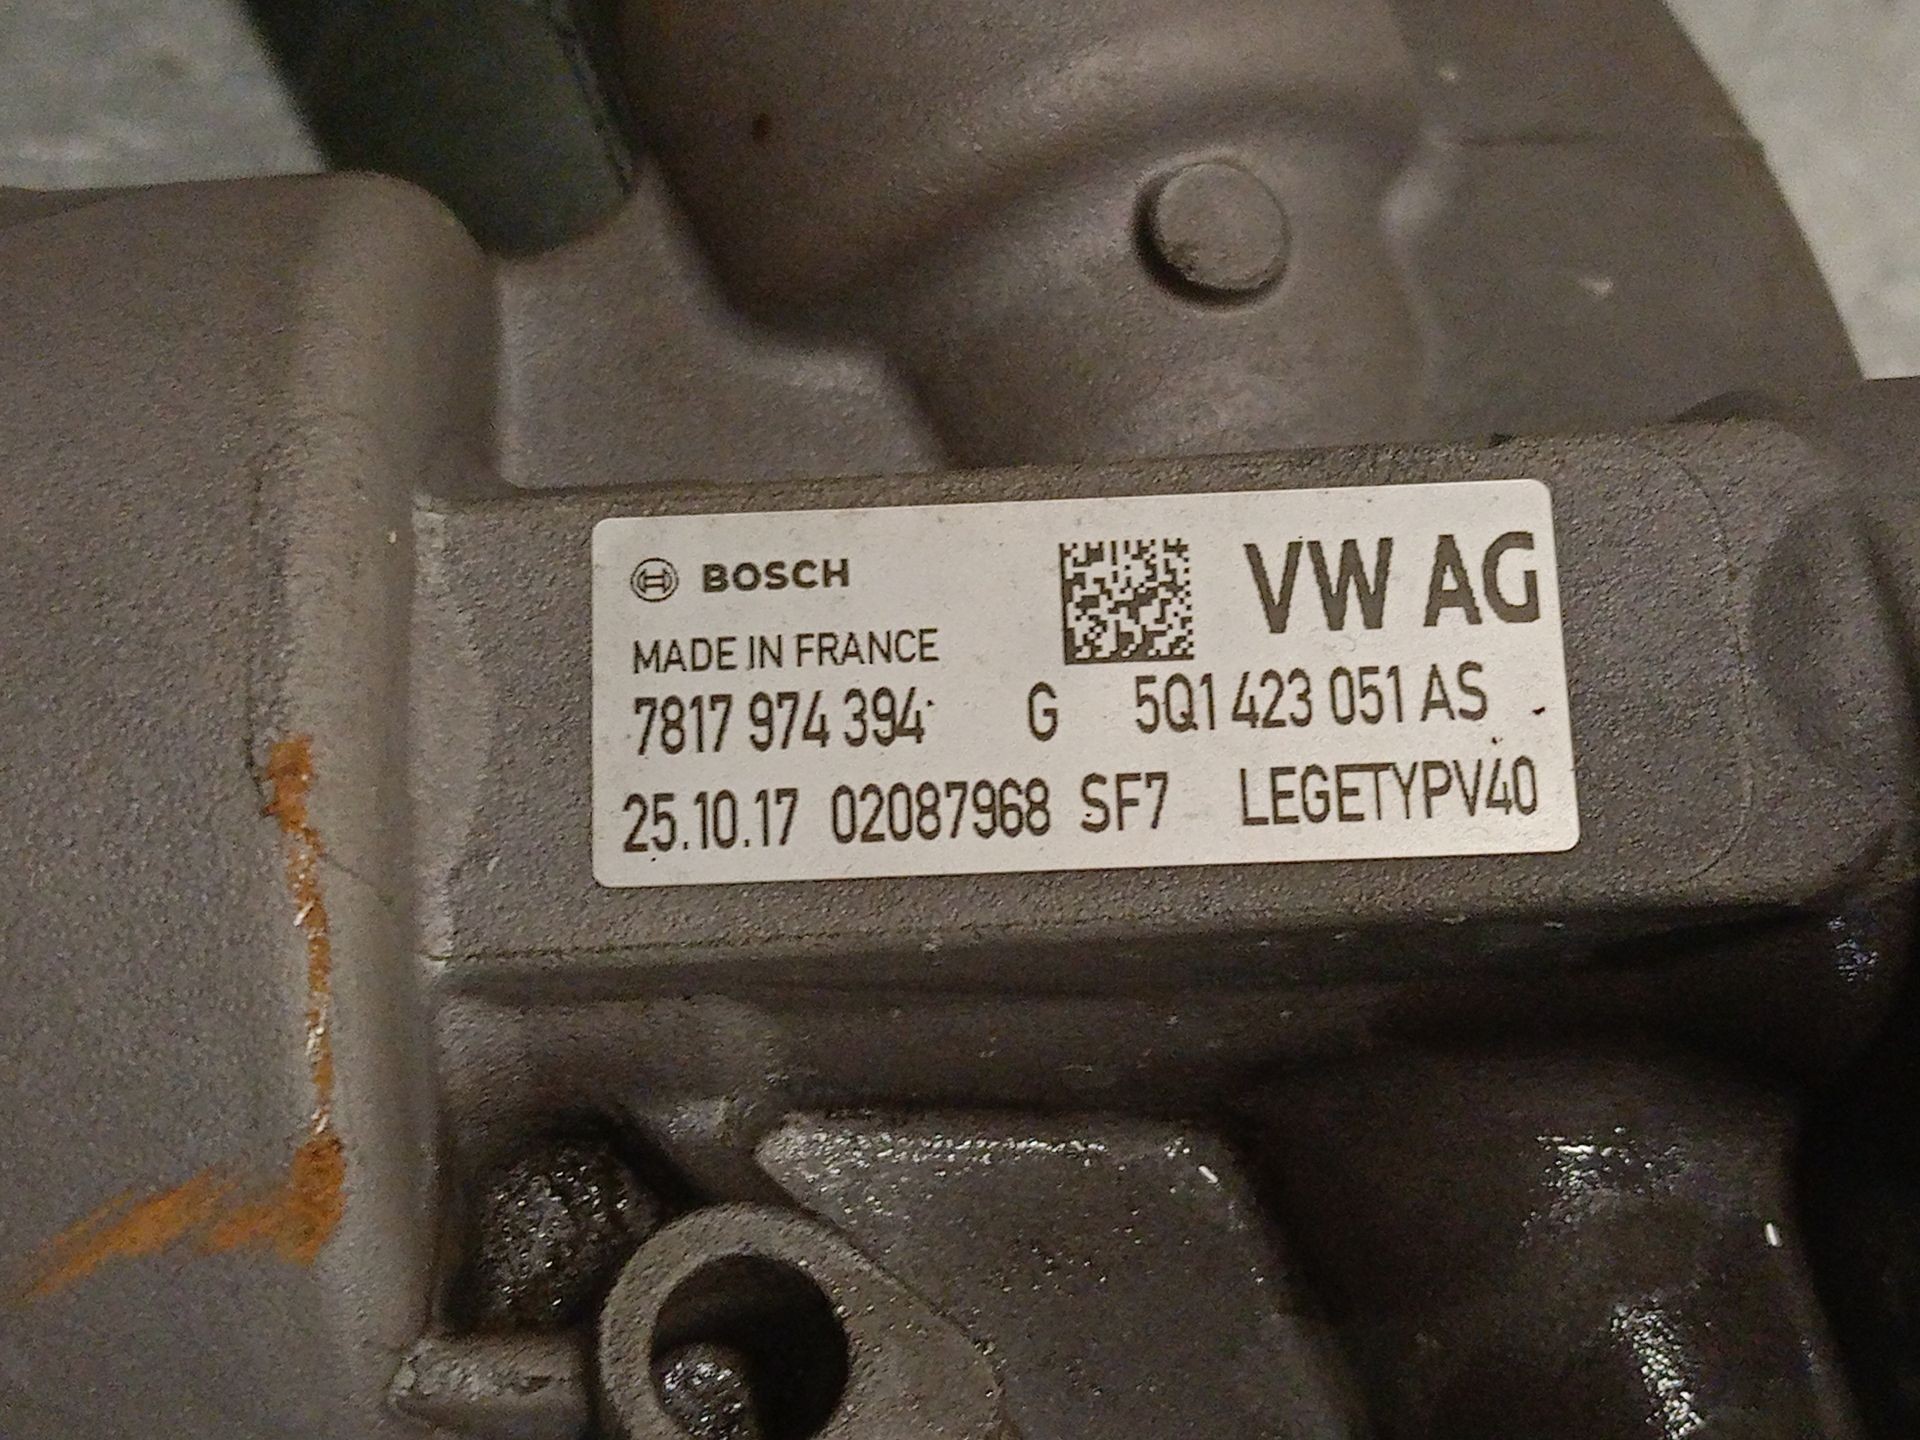 BOSCH
VW AG
MADE IN FRANCE
7817 974 394 G 5Q1 423 051 AS
25.10.17 02087968 SF7 LEGETYPV40